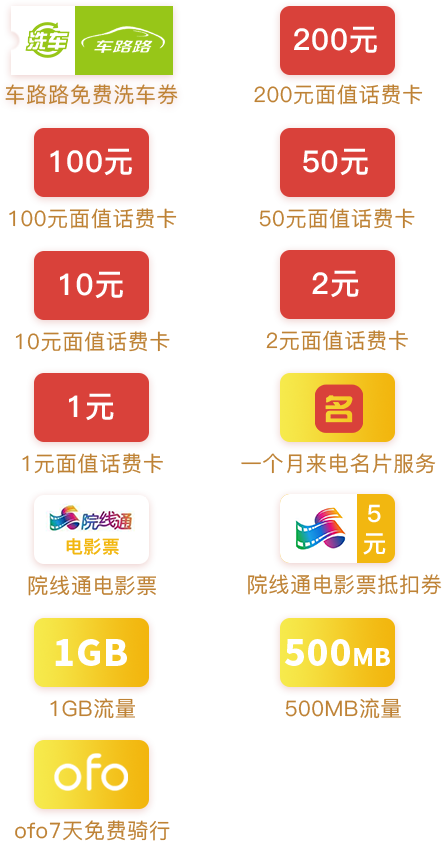 洗车 车路路
200元
车路路免费洗车券
200元面值话费卡
100元
50元
100元面值话费卡
50元面值话费卡
10元
2元
10元面值话费卡
2元面值话费卡
1元
名
1元面值话费卡
一个月来电名片服务
院线通
电影票
5
元
院线通电影票
院线通电影票抵扣券
1GB
500MB
1GB流量
500MB流量
ofo
ofo7天免费骑行